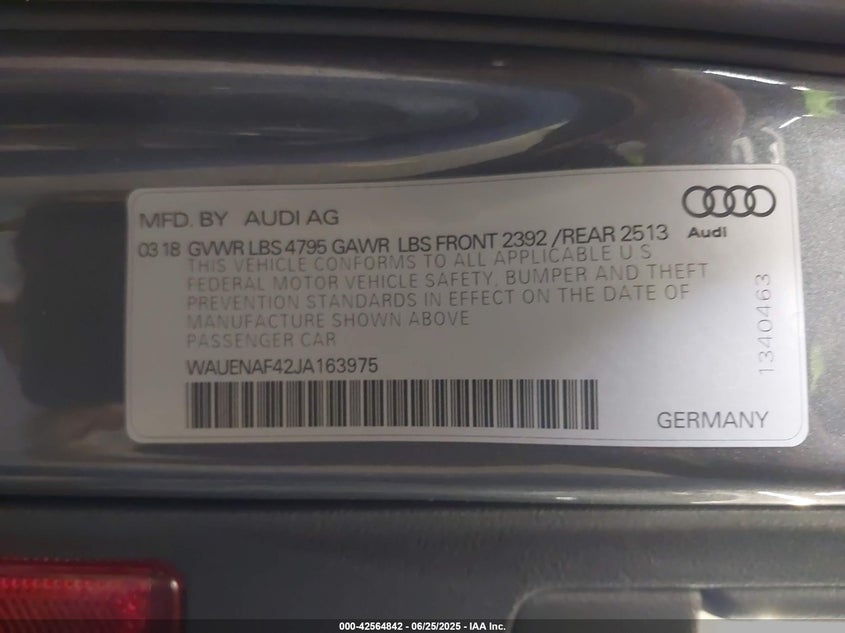 MFD. BY AUDI AG
Audi
03 18 GVWR LBS 4795 GAWR LBS FRONT 2392 /REAR 2513
THIS VEHICLE CONFORMS TO ALL APPLICABLE U S
FEDERAL MOTOR VEHICLE SAFETY, BUMPER AND THEFT
PREVENTION STANDARDS IN EFFECT ON THE DATE OF
MANUFACTURE SHOWN ABOVE
PASSENGER CAR
WAUENAF42JA163975
1340463
GERMANY
000-42564842 / 06/25/2025 - IAA Inc.